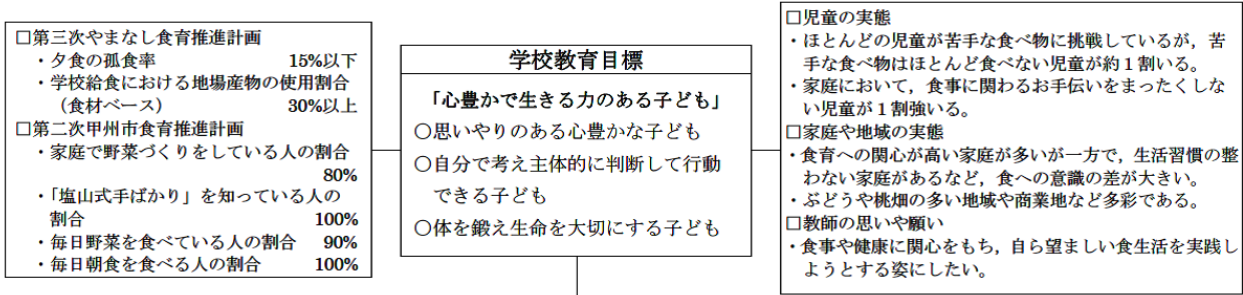 □第三次やまなし食育推進計画
・夕食の孤食率 15%以下
・学校給食における地場産物の使用割合
（食材ベース） 30%以上
□第二次甲州市食育推進計画
・家庭で野菜づくりをしている人の割合
80%
・「塩山式手ばかり」を知っている人の
割合 100%
・毎日野菜を食べている人の割合 90%
・毎日朝食を食べる人の割合 100%
学校教育目標
「心豊かで生きる力のある子ども」
○思いやりのある心豊かな子ども
○自分で考え主体的に判断して行動
できる子ども
○体を鍛え生命を大切にする子ども
□児童の実態
・ほとんどの児童が苦手な食べ物に挑戦しているが，苦
手な食べ物はほとんど食べない児童が約１割いる。
・家庭において，食事に関わるお手伝いをまったくしな
い児童が１割強いる。
□家庭や地域の実態
・食育への関心が高い家庭が多いが一方で，生活習慣の整
わない家庭があるなど，食への意識の差が大きい。
・ぶどうや桃畑の多い地域や商業地など多彩である。
□教師の思いや願い
・食事や健康に関心をもち，自ら望ましい食生活を実践し
ようとする姿にしたい。